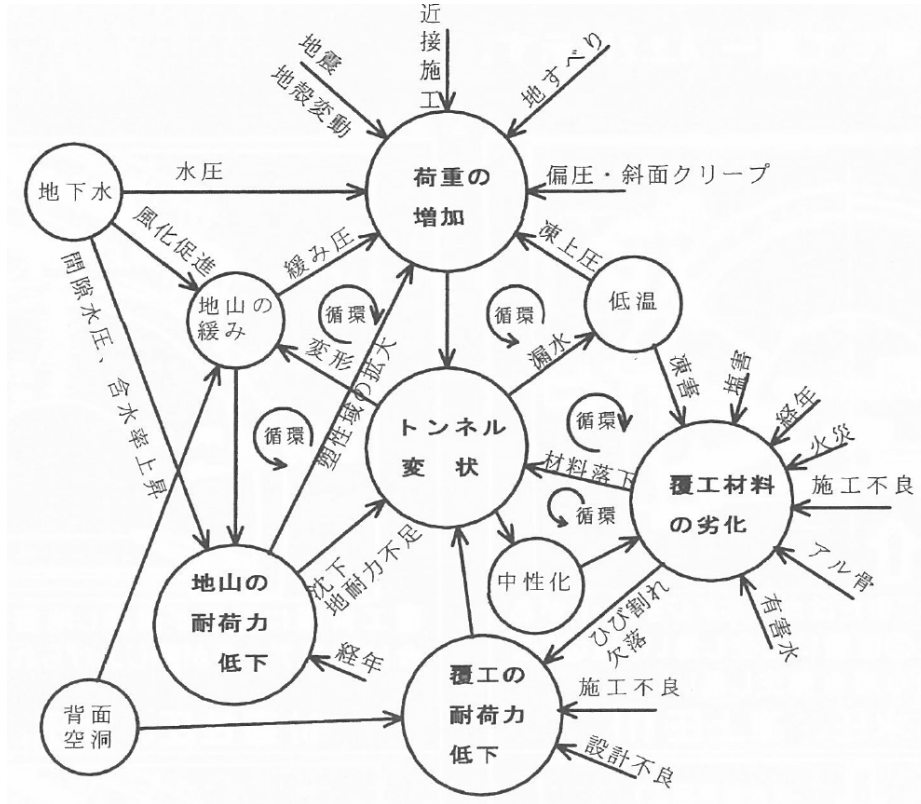 近接施工
地震
地殻変動
地すべり
荷重の
増加
偏圧・斜面クリープ
地下水
水圧
風化促進
緩み圧
凍上圧
地山の
緩み
低温
循環
循環
変形
漏水
間隙水圧、含水率上昇
塑性域の拡大
凍害
塩害
経年
火災
循環
循環
トンネル
変状
材料落下
覆工材料
の劣化
施工不良
循環
アル骨
有害水
中性化
沈下
地耐力不足
ひび割れ
欠落
地山の
耐荷力
低下
経年
覆工の
耐荷力
低下
施工不良
設計不良
背面
空洞